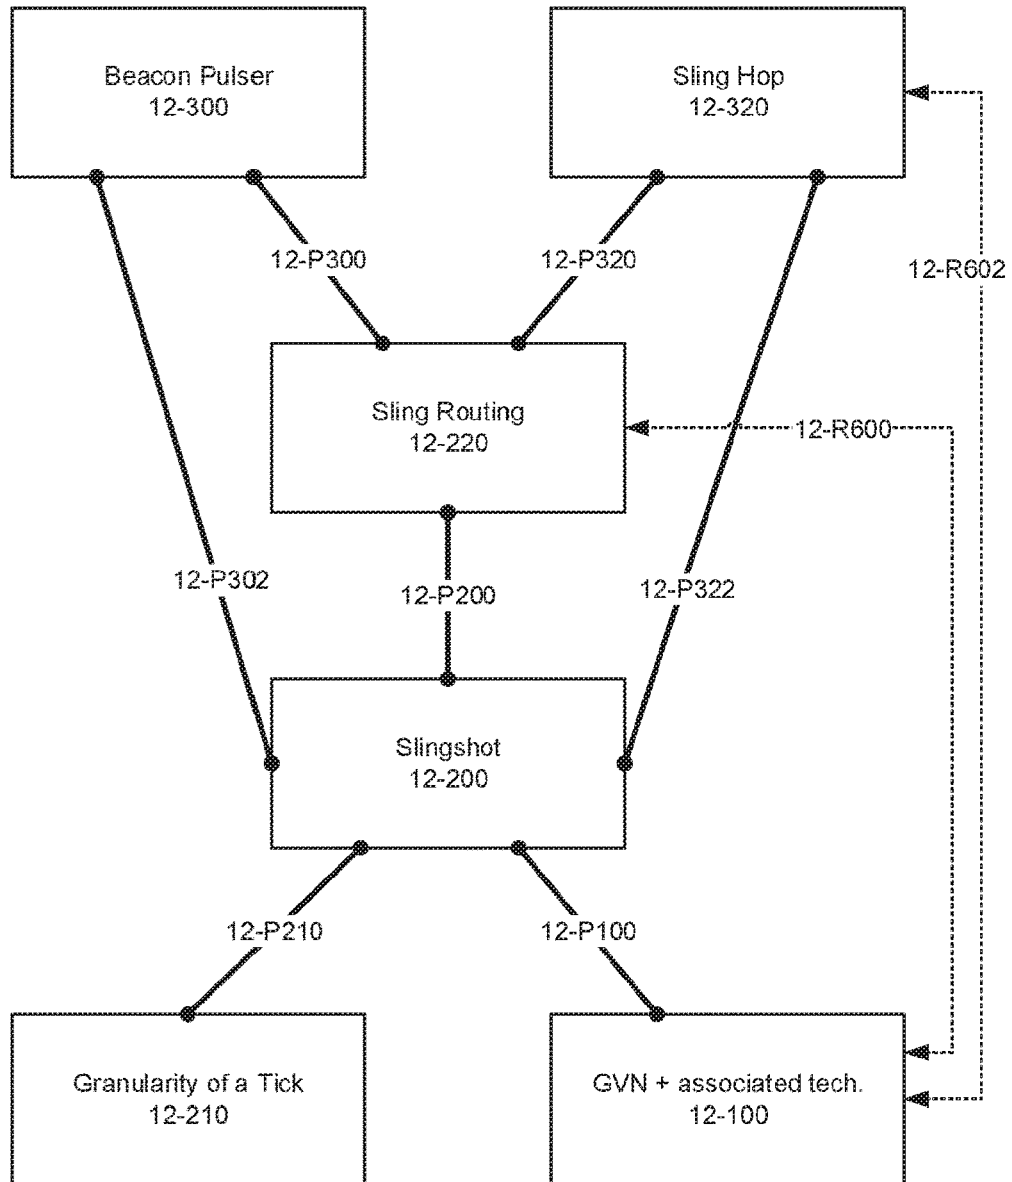 Beacon Pulser
12-300
Sling Hop
12-320
12-P300
12-P320
12-R602
Sling Routing
12-220
12-R600
12-P302
12-P200
12-P322
Slingshot
12-200
12-P210
12-P100
Granularity of a Tick
12-210
GVN + associated tech.
12-100